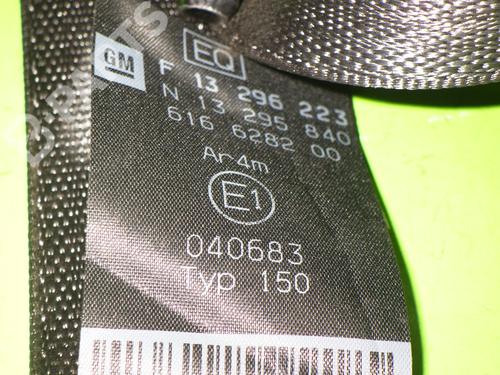 EQ
GM
F 13 296 223
N 13 295 840
616 6282 00
Ar4m
E1
040683
Typ 150